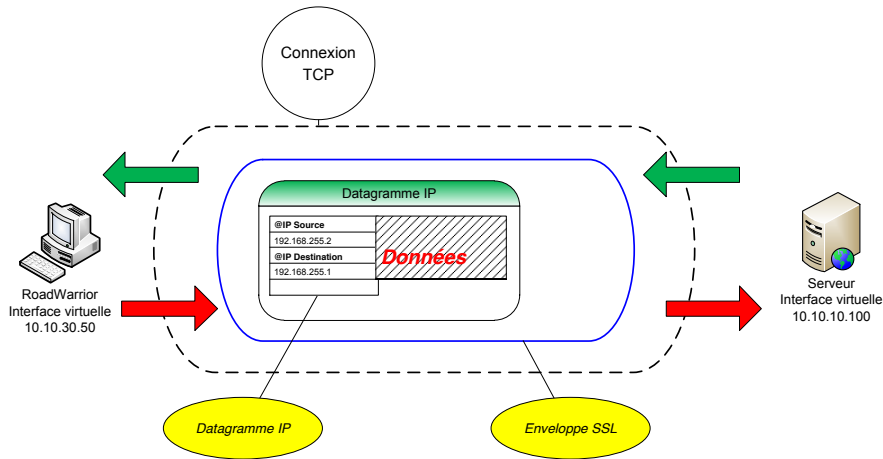 Connexion
TCP
Datagramme IP
@IP Source
192.168.255.2
@IP Destination
192.168.255.1
Données
RoadWarrior
Interface virtuelle
10.10.30.50
Serveur
Interface virtuelle
10.10.10.100
Datagramme IP
Enveloppe SSL